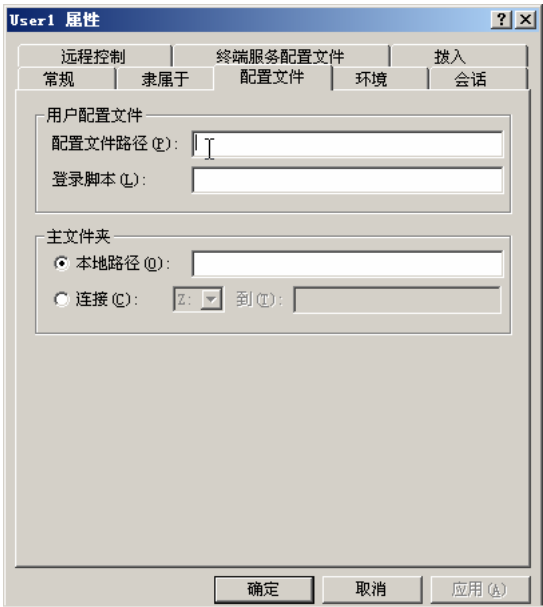 User1 属性
远程控制 终端服务配置文件 拨入
常规 隶属于 配置文件 环境 会话
用户配置文件
配置文件路径(P):
登录脚本(L):
主文件夹
本地路径(O):
连接(C): Z: 到(T):
确定 取消 应用(A)